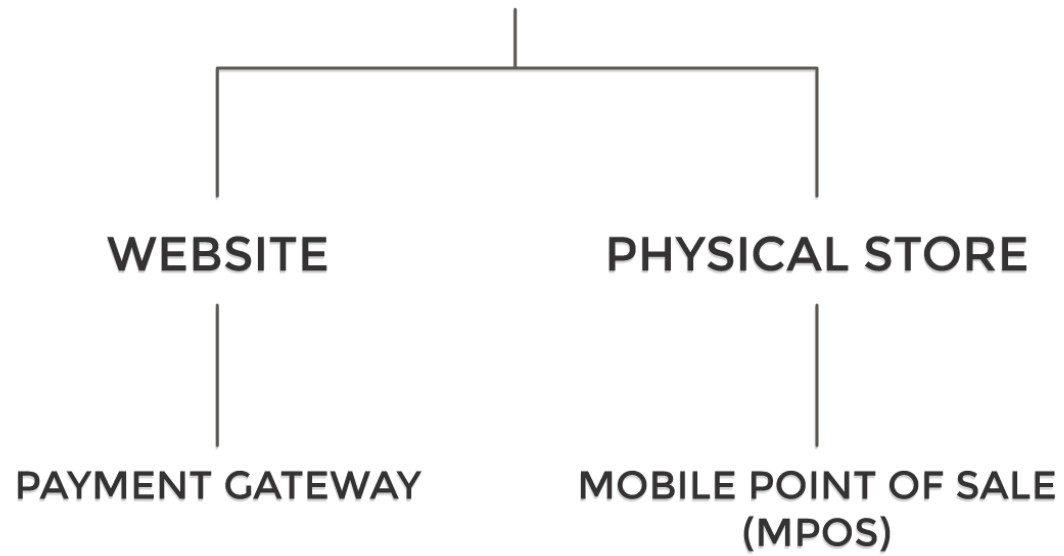 WEBSITE
PHYSICAL STORE
PAYMENT GATEWAY
MOBILE POINT OF SALE
(MPOS)